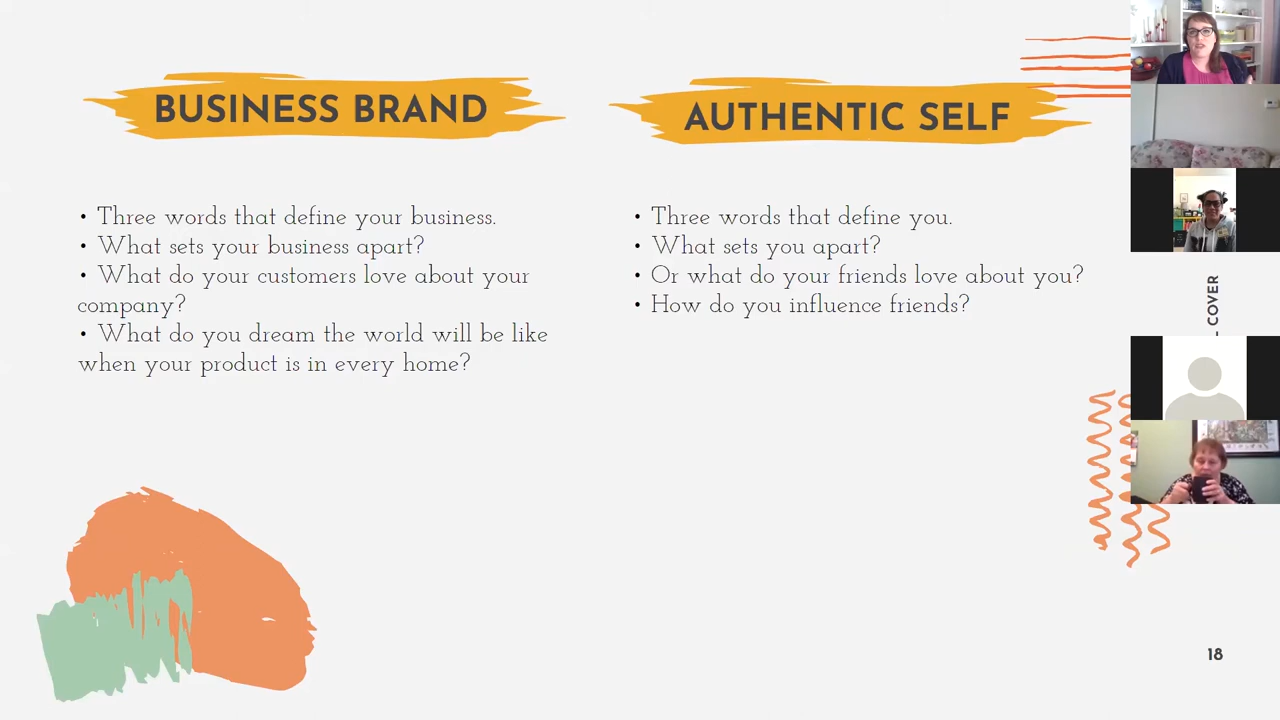 BUSINESS BRAND
• Three words that define your business.
• What sets your business apart?
• What do your customers love about your
company?
• What do you dream the world will be like
when your product is in every home?
AUTHENTIC SELF
• Three words that define you.
• What sets you apart?
• Or what do your friends love about you?
• How do you influence friends?
COVER
18